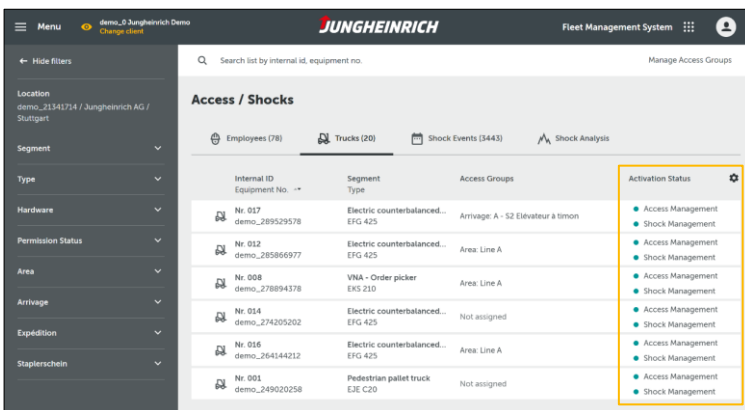 Menu
demo_0 Jungheinrich Demo
Change client
JUNGHEINRICH
Fleet Management System
Hide filters
Search list by internal id, equipment no.
Manage Access Groups
Location
demo_21341714 / Jungheinrich AG /
Stuttgart
Segment
Type
Hardware
Permission Status
Area
Arrivage
Expédition
Staplerschein
Access / Shocks
Employees (78)
Trucks (20)
Shock Events (3443)
Shock Analysis
Internal ID
Equipment No.
Segment
Type
Access Groups
Activation Status
Nr. 017
demo_289529578
Electric counterbalanced...
EFG 425
Arrivage: A - S2 Elévateur à timon
Access Management
Shock Management
Nr. 012
demo_285866977
Electric counterbalanced...
EFG 425
Area: Line A
Access Management
Shock Management
Nr. 008
demo_278894378
VNA - Order picker
EKS 210
Area: Line A
Access Management
Shock Management
Nr. 014
demo_274205202
Electric counterbalanced...
EFG 425
Not assigned
Access Management
Shock Management
Nr. 016
demo_264144212
Electric counterbalanced...
EFG 425
Area: Line A
Access Management
Shock Management
Nr. 001
demo_249020258
Pedestrian pallet truck
EJE C20
Not assigned
Access Management
Shock Management